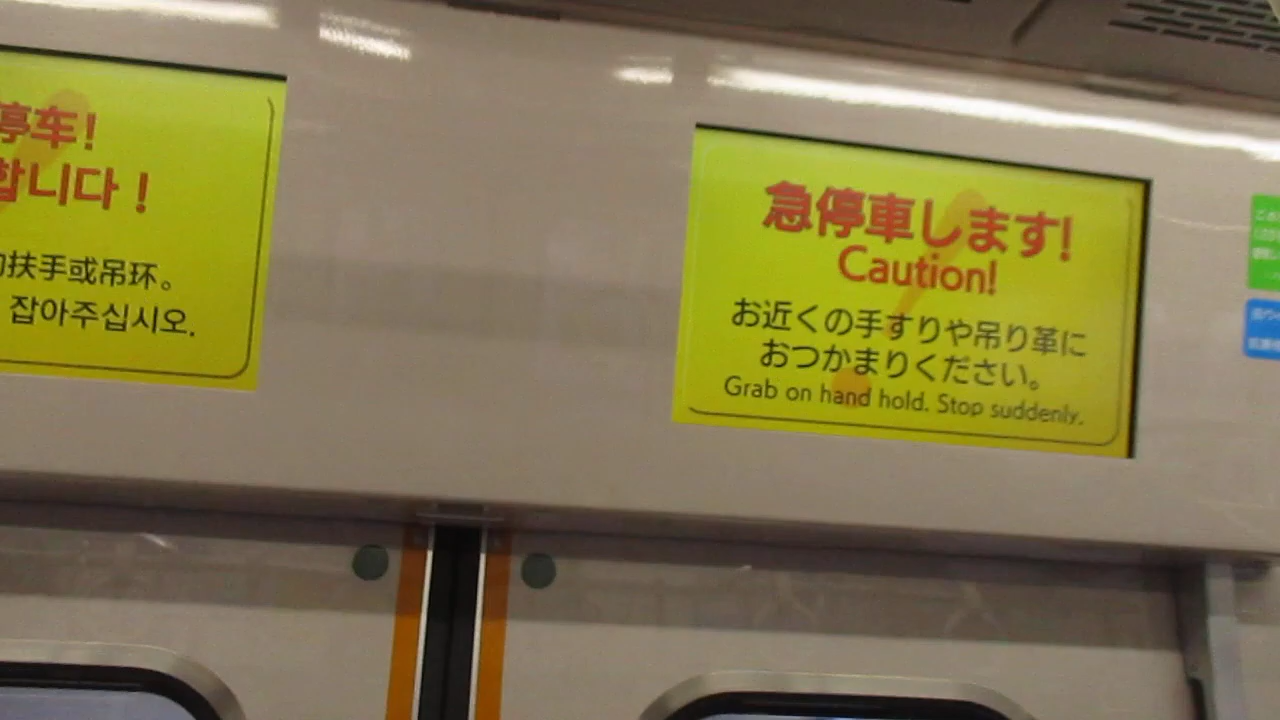 停车!
합니다!
扶手或吊环。
잡아주십시오.
急停車します!
Caution!
お近くの手すりや吊り革に
おつかまりください。
Grab on hand hold. Stop suddenly.